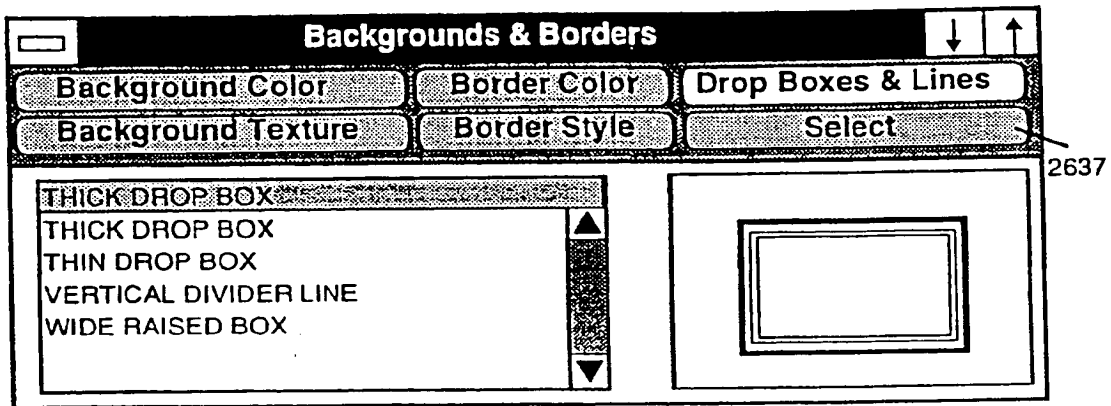 Backgrounds & Borders
Background Color Border Color Drop Boxes & Lines
Background Texture Border Style Select
2637
THICK DROP BOX
THICK DROP BOX
THIN DROP BOX
VERTICAL DIVIDER LINE
WIDE RAISED BOX